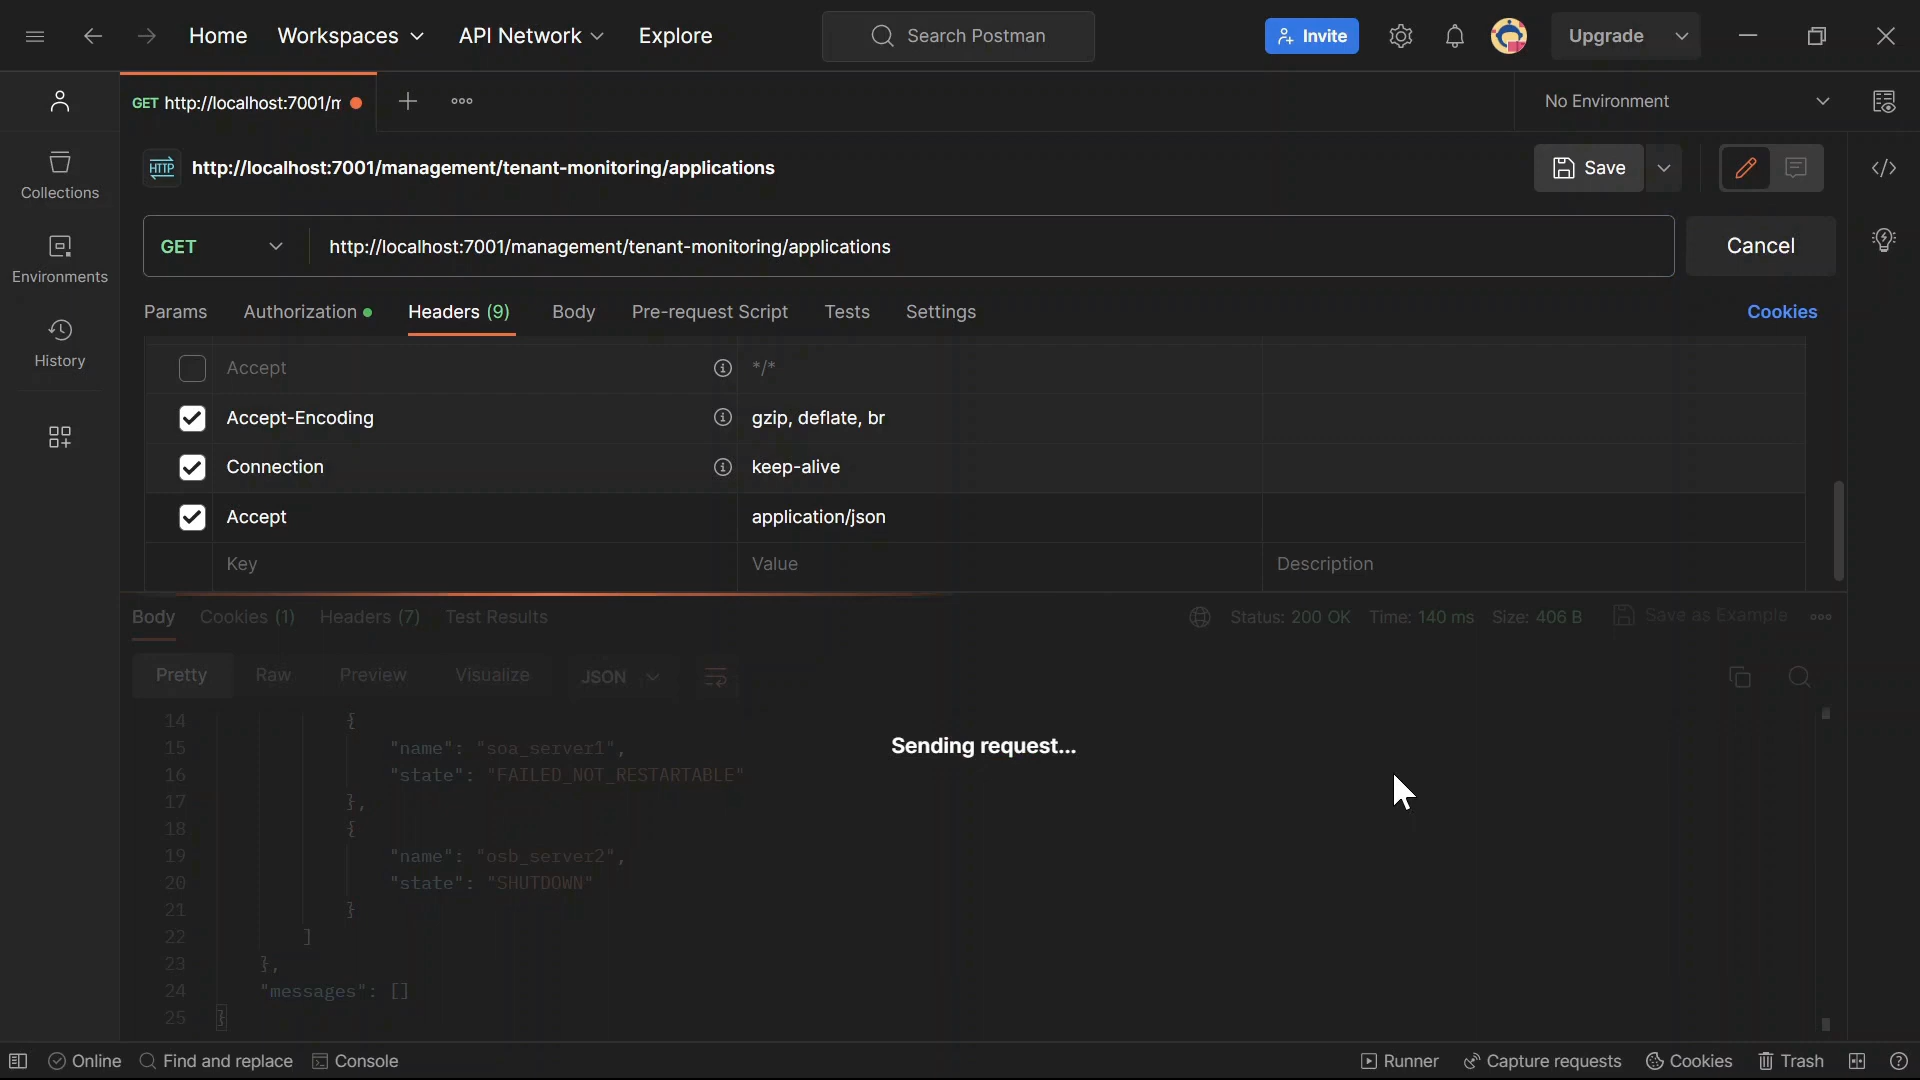 Home Workspaces API Network Explore Search Postman Invite Upgrade
GET http://localhost:7001/m No Environment
HTTP http://localhost:7001/management/tenant-monitoring/applications Save
GET http://localhost:7001/management/tenant-monitoring/applications Cancel
Params Authorization Headers (9) Body Pre-request Script Tests Settings Cookies
Accept */*
Accept-Encoding gzip, deflate, br
Connection keep-alive
Accept application/json
Key Value Description
Body Cookies (1) Headers (7) Test Results Status: 200 OK Time: 140 ms Size: 406 B Save as Example
Pretty Raw Preview Visualize JSON
14 {
15 "name": "soa_server1",
16 "state": "FAILED_NOT_RESTARTABLE"
17 },
18 {
19 "name": "osb_server2",
20 "state": "SHUTDOWN"
21 }
22 ]
23 },
24 "messages": []
25 }
Sending request...
Collections
Environments
History
Online Find and replace Console Runner Capture requests Cookies Trash